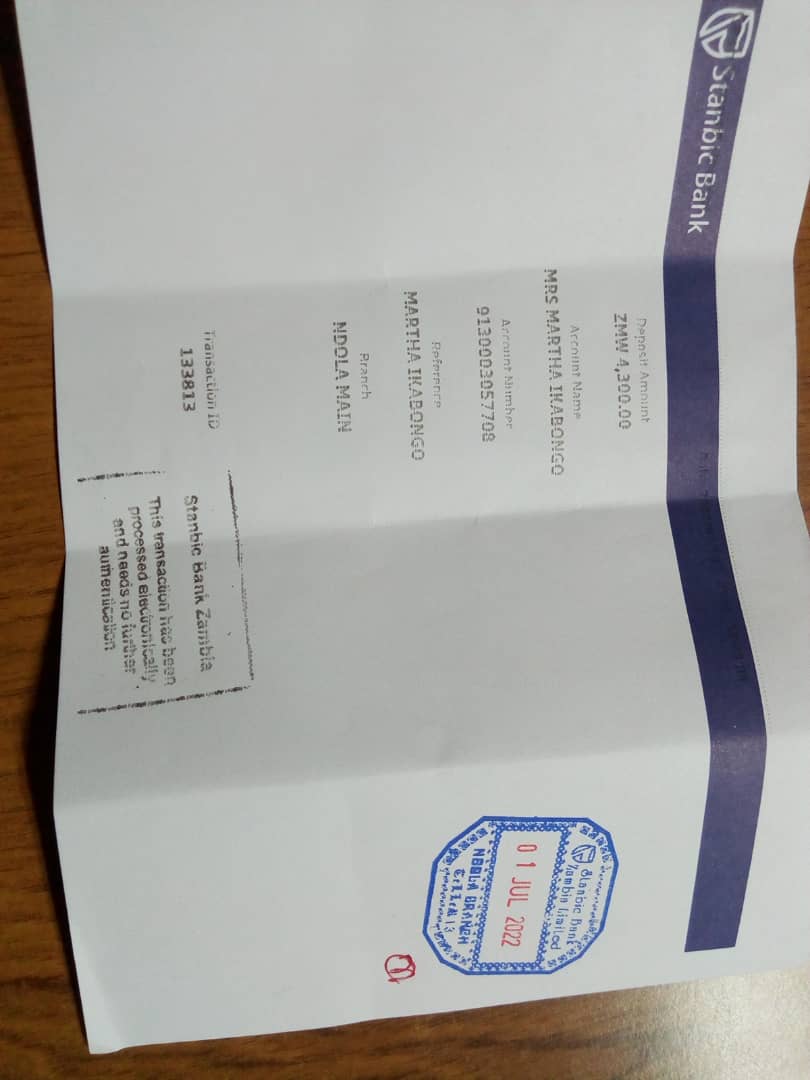 Stanbic Bank
Deposit Amount
ZMW 4,300.00
Account Name
MRS MARTHA IKABONGO
Account Number
9130003057708
Reference
MARTHA IKABONGO
Branch
NDOLA MAIN
Transaction ID
133813
Stanbic Bank Zambia
This transaction has been
processed Electronically
and needs no further
authentication
Stanbic Bank
Zambia Limited
01 JUL 2022
NDOLA BRANCH